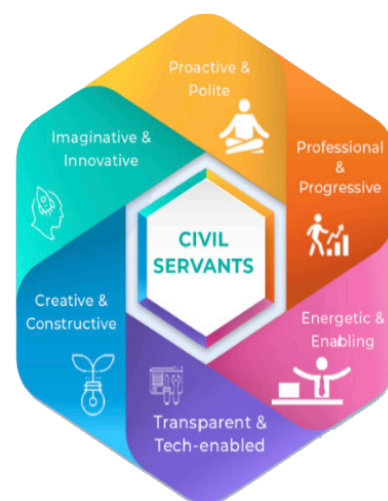 Proactive &
Polite
Professional
&
Progressive
Energetic &
Enabling
Transparent &
Tech-enabled
Creative &
Constructive
Imaginative &
Innovative
CIVIL
SERVANTS